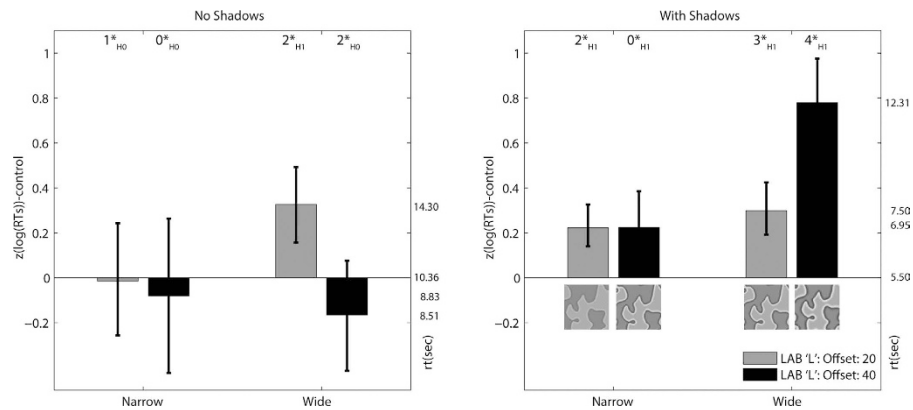 No Shadows
1*H0 0*H0 2*H1 2*H0
1
0.8
0.6
0.4
0.2
0
−0.2
z(log(RTs))-control
14.30
10.36
8.83
8.51
rt(sec)
Narrow Wide
With Shadows
2*H1 0*H1 3*H1 4*H1
1
0.8
0.6
0.4
0.2
0
−0.2
z(log(RTs))-control
12.31
7.50
6.95
5.50
rt(sec)
LAB 'L': Offset: 20
LAB 'L': Offset: 40
Narrow Wide